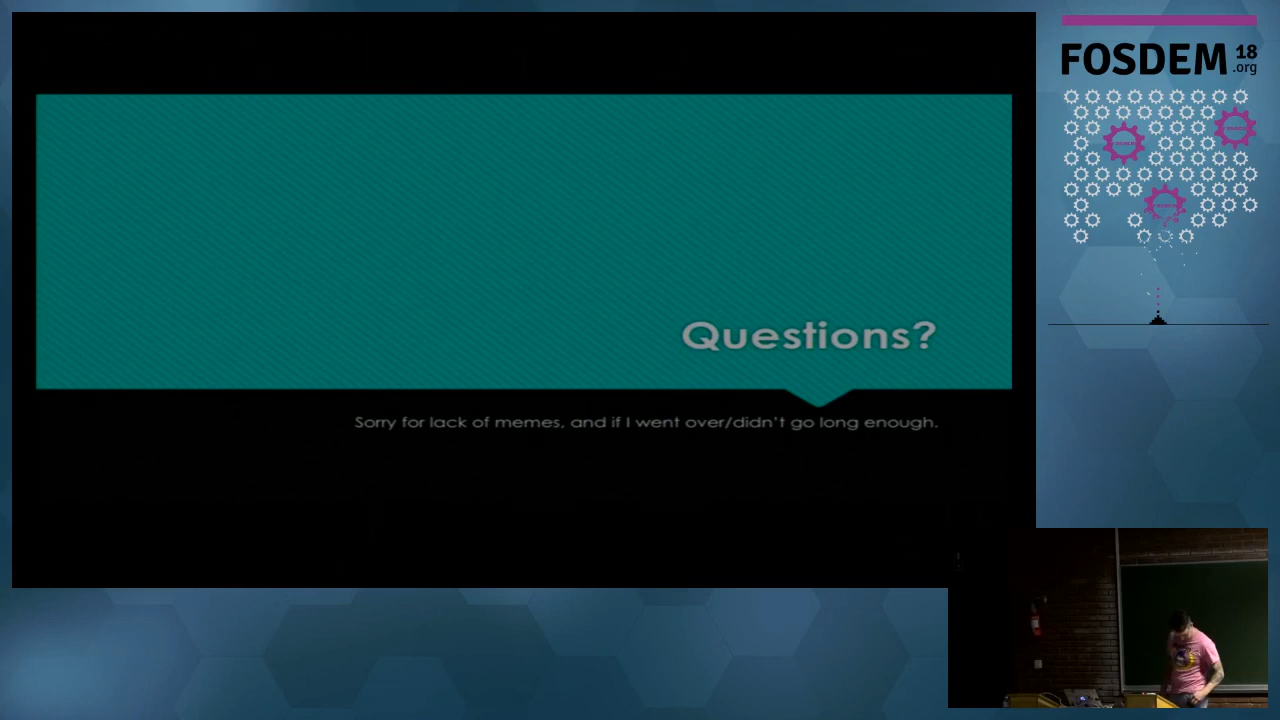 FOSDEM 18
.org
Questions?
Sorry for lack of memes, and if I went over/didn't go long enough.